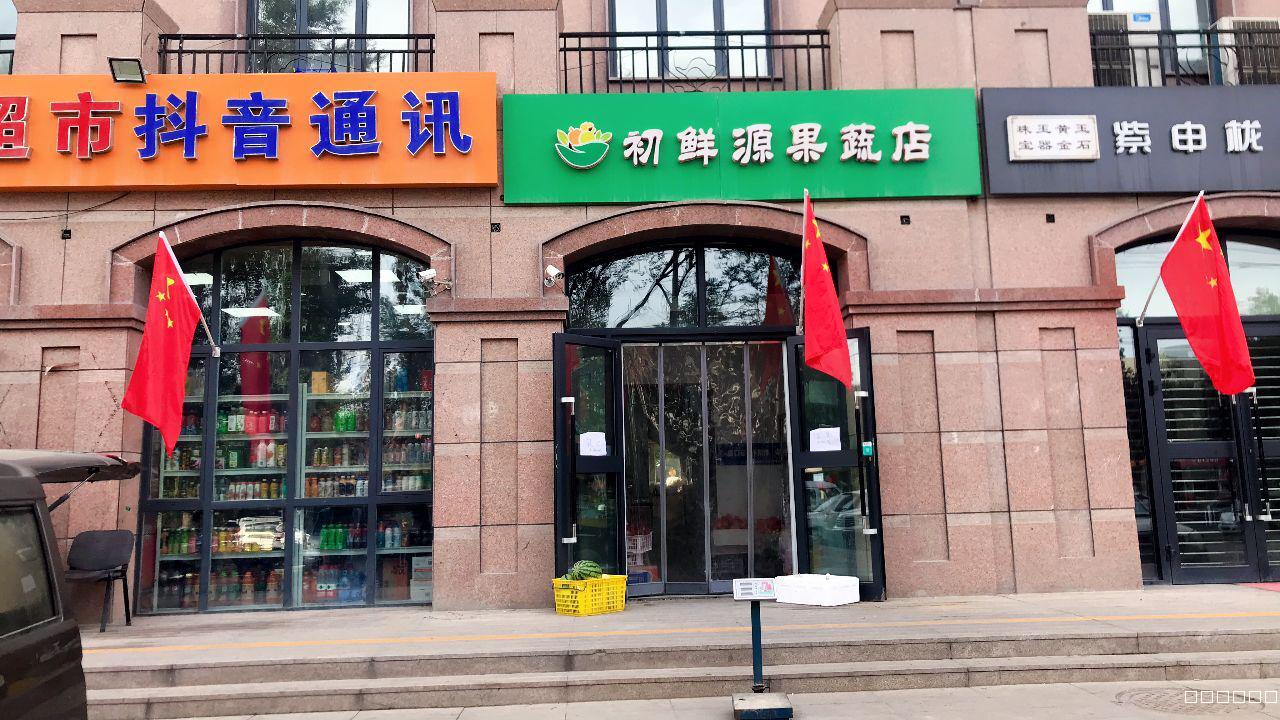 超市抖音通讯
初鲜源果蔬店
珠玉黄玉
宝器金石
紫申栊